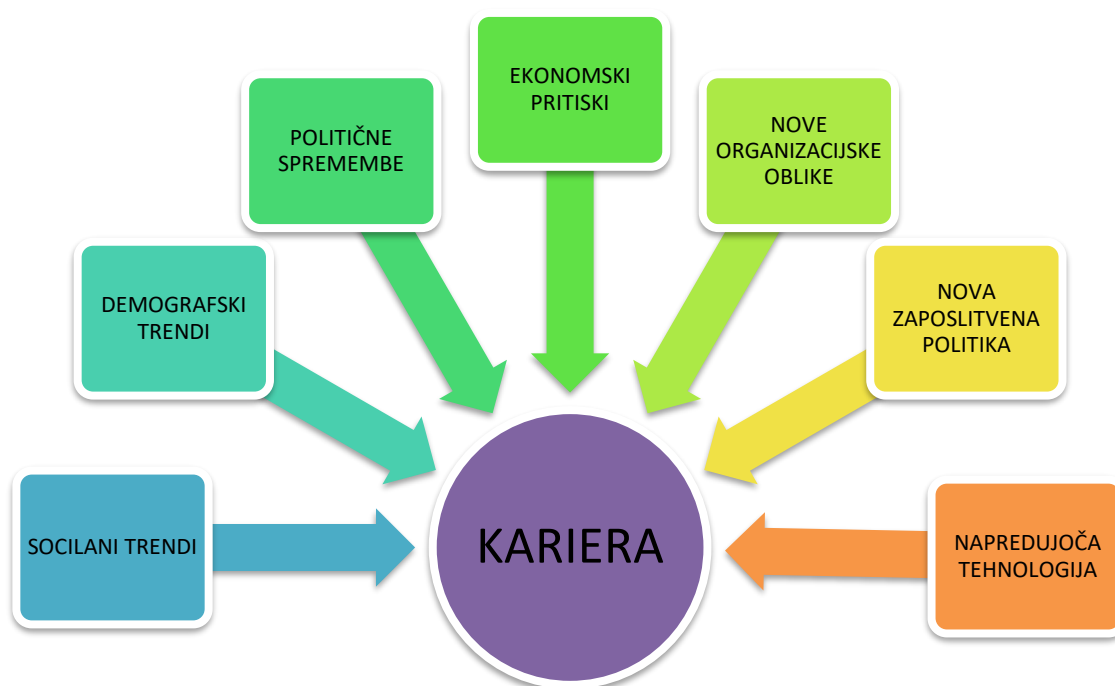 SOCILANI TRENDI
DEMOGRAFSKI
TRENDI
POLITIČNE
SPREMEMBE
EKONOMSKI
PRITISKI
NOVE
ORGANIZACIJSKE
OBLIKE
NOVA
ZAPOSLITVENA
POLITIKA
NAPREDUJOČA
TEHNOLOGIJA
KARIERA